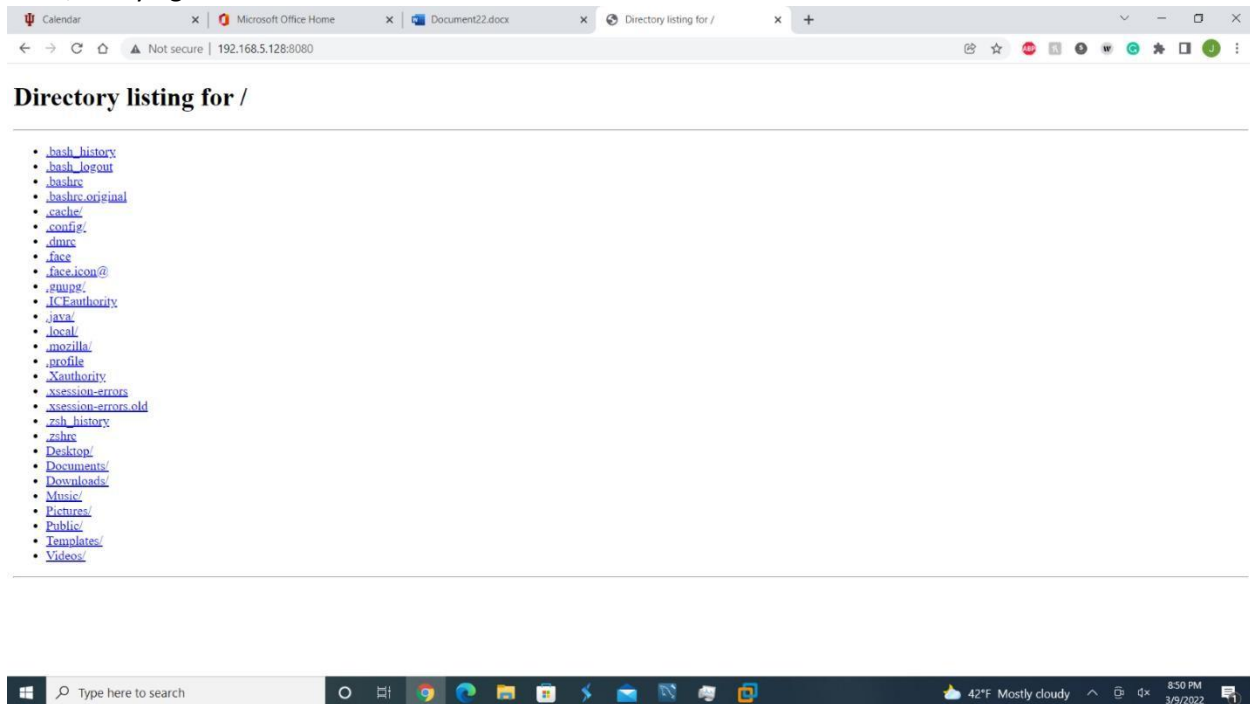 Calendar
Microsoft Office Home
Document22.docx
Directory listing for /
Not secure | 192.168.5.128:8080
Directory listing for /
.bash_history
.bash_logout
.bashrc
.bashrc.original
.cache/
.config/
.dmrc
.face
.face.icon@
.gnupg/
.ICEauthority
.java/
.local/
.mozilla/
.profile
.Xauthority
.xsession-errors
.xsession-errors.old
.zsh_history
.zshrc
Desktop/
Documents/
Downloads/
Music/
Pictures/
Public/
Templates/
Videos/
Type here to search
42°F Mostly cloudy
8:50 PM
3/9/2022